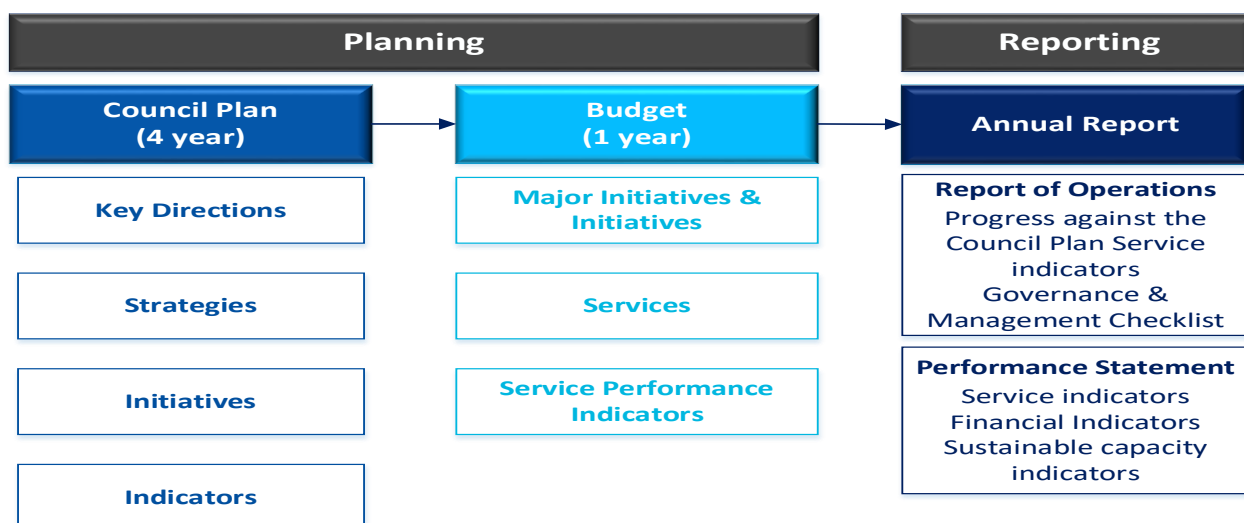 Planning
Reporting
Council Plan
(4 year)
Budget
(1 year)
Annual Report
Key Directions
Strategies
Initiatives
Indicators
Major Initiatives &
Initiatives
Services
Service Performance
Indicators
Report of Operations
Progress against the
Council Plan Service
indicators
Governance &
Management Checklist
Performance Statement
Service indicators
Financial Indicators
Sustainable capacity
indicators